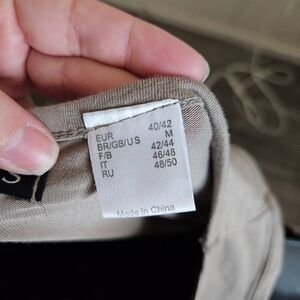 EUR 40/42
BR/GB/US M
F/B 42/44
IT 46/48
RU 48/50
Made in China
S